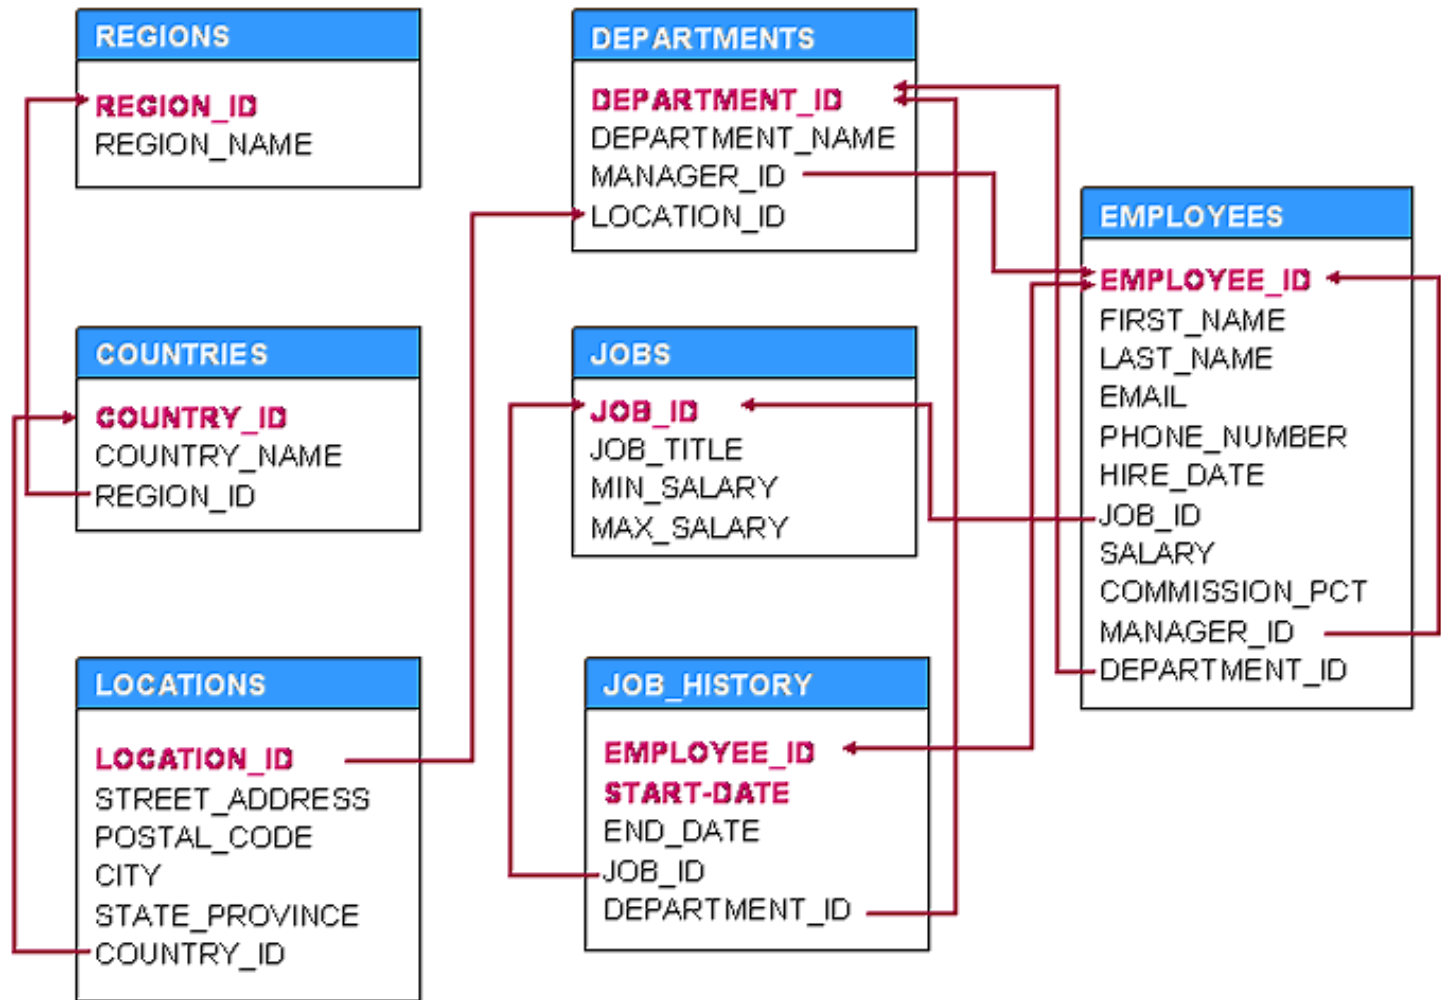 REGIONS
REGION_ID
REGION_NAME
DEPARTMENTS
DEPARTMENT_ID
DEPARTMENT_NAME
MANAGER_ID
LOCATION_ID
EMPLOYEES
EMPLOYEE_ID
FIRST_NAME
LAST_NAME
EMAIL
PHONE_NUMBER
HIRE_DATE
JOB_ID
SALARY
COMMISSION_PCT
MANAGER_ID
DEPARTMENT_ID
COUNTRIES
COUNTRY_ID
COUNTRY_NAME
REGION_ID
JOBS
JOB_ID
JOB_TITLE
MIN_SALARY
MAX_SALARY
LOCATIONS
LOCATION_ID
STREET_ADDRESS
POSTAL_CODE
CITY
STATE_PROVINCE
COUNTRY_ID
JOB_HISTORY
EMPLOYEE_ID
START-DATE
END_DATE
JOB_ID
DEPARTMENT_ID